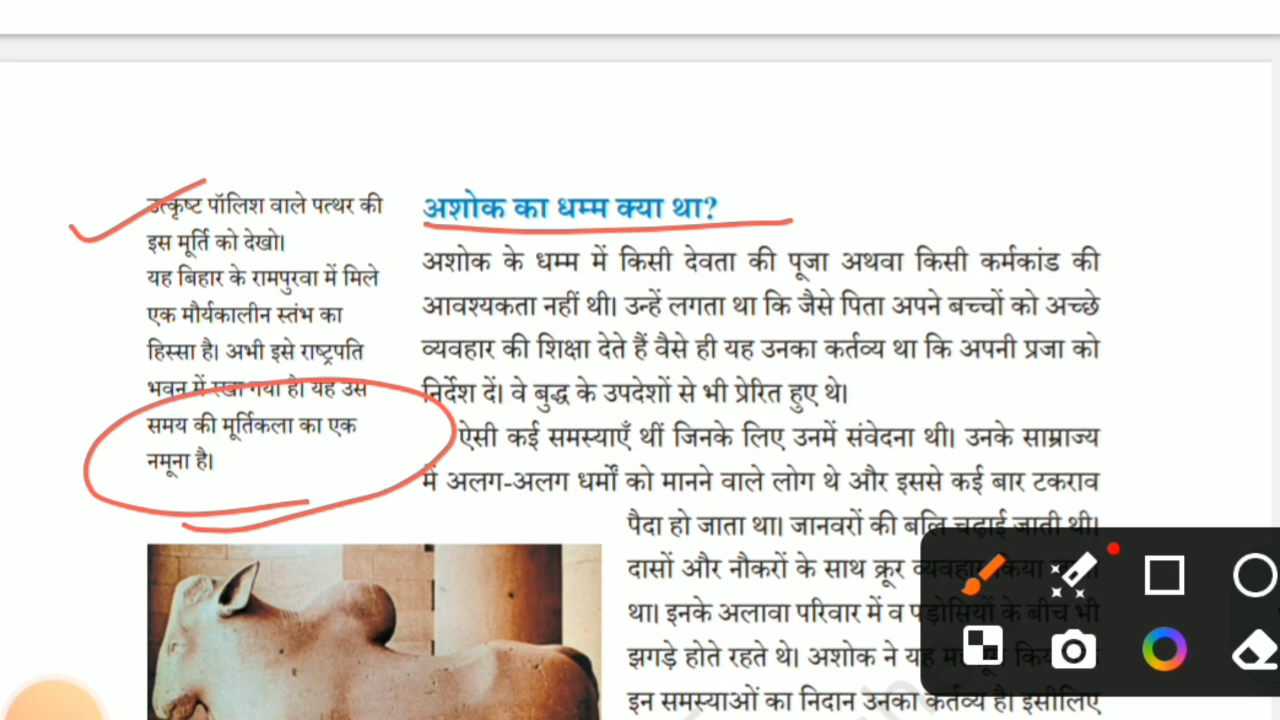 उत्कृष्ट पॉलिश वाले पत्थर की
इस मूर्ति को देखो।
यह बिहार के रामपुरवा में मिले
एक मौर्यकालीन स्तंभ का
हिस्सा है। अभी इसे राष्ट्रपति
भवन में रखा गया है। यह उस
समय की मूर्तिकला का एक
नमूना है।
अशोक का धम्म क्या था?
अशोक के धम्म में किसी देवता की पूजा अथवा किसी कर्मकांड की
आवश्यकता नहीं थी। उन्हें लगता था कि जैसे पिता अपने बच्चों को अच्छे
व्यवहार की शिक्षा देते हैं वैसे ही यह उनका कर्तव्य था कि अपनी प्रजा को
निर्देश दें। वे बुद्ध के उपदेशों से भी प्रेरित हुए थे।
ऐसी कई समस्याएँ थीं जिनके लिए उनमें संवेदना थी। उनके साम्राज्य
में अलग-अलग धर्मों को मानने वाले लोग थे और इससे कई बार टकराव
पैदा हो जाता था। जानवरों की बलि चढ़ाई जाती थी।
दासों और नौकरों के साथ क्रूर व्यवहार किया
था। इनके अलावा परिवार में व पड़ोसियों के बीच भी
झगड़े होते रहते थे। अशोक ने यह
इन समस्याओं का निदान उनका कर्तव्य है। इसीलिए